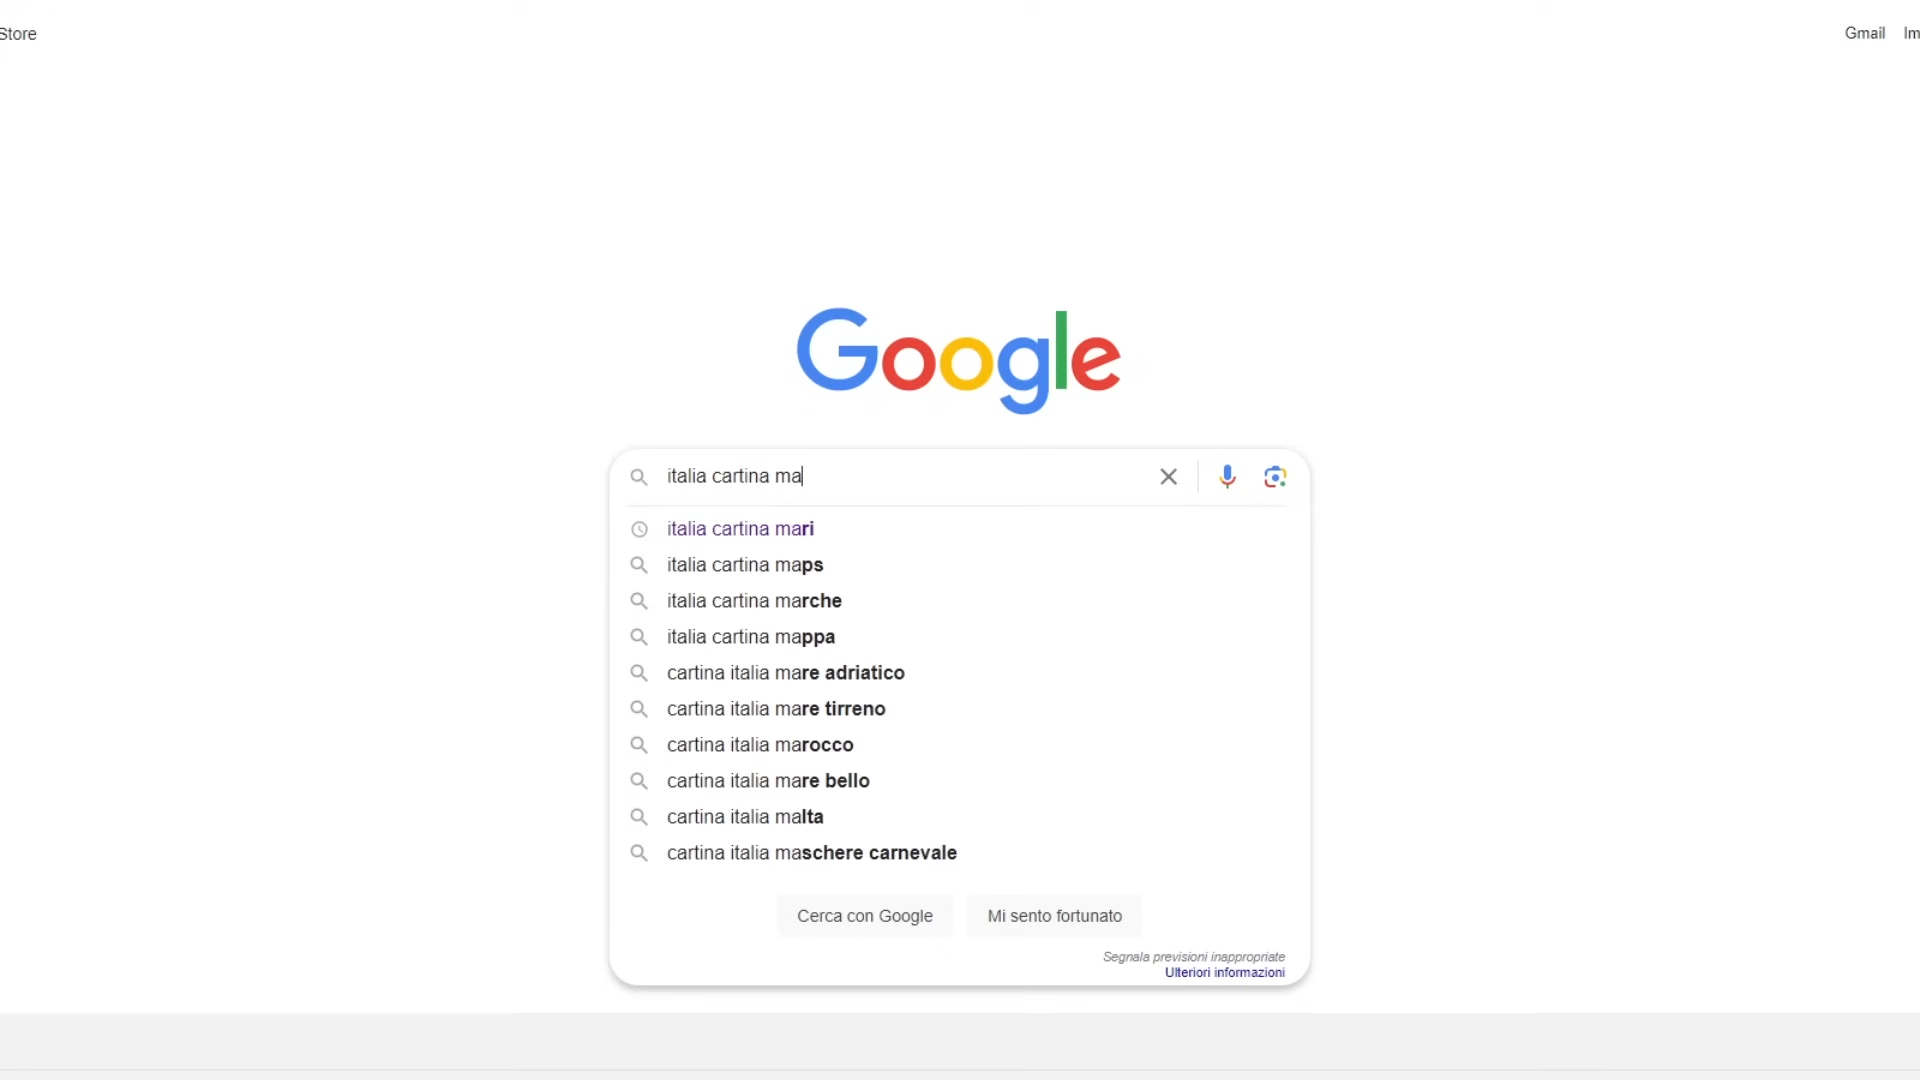 Store
Gmail Im
Google
italia cartina ma
italia cartina mari
italia cartina maps
italia cartina marche
italia cartina mappa
cartina italia mare adriatico
cartina italia mare tirreno
cartina italia marocco
cartina italia mare bello
cartina italia malta
cartina italia maschere carnevale
Cerca con Google
Mi sento fortunato
Segnala previsioni inappropriate
Ulteriori informazioni